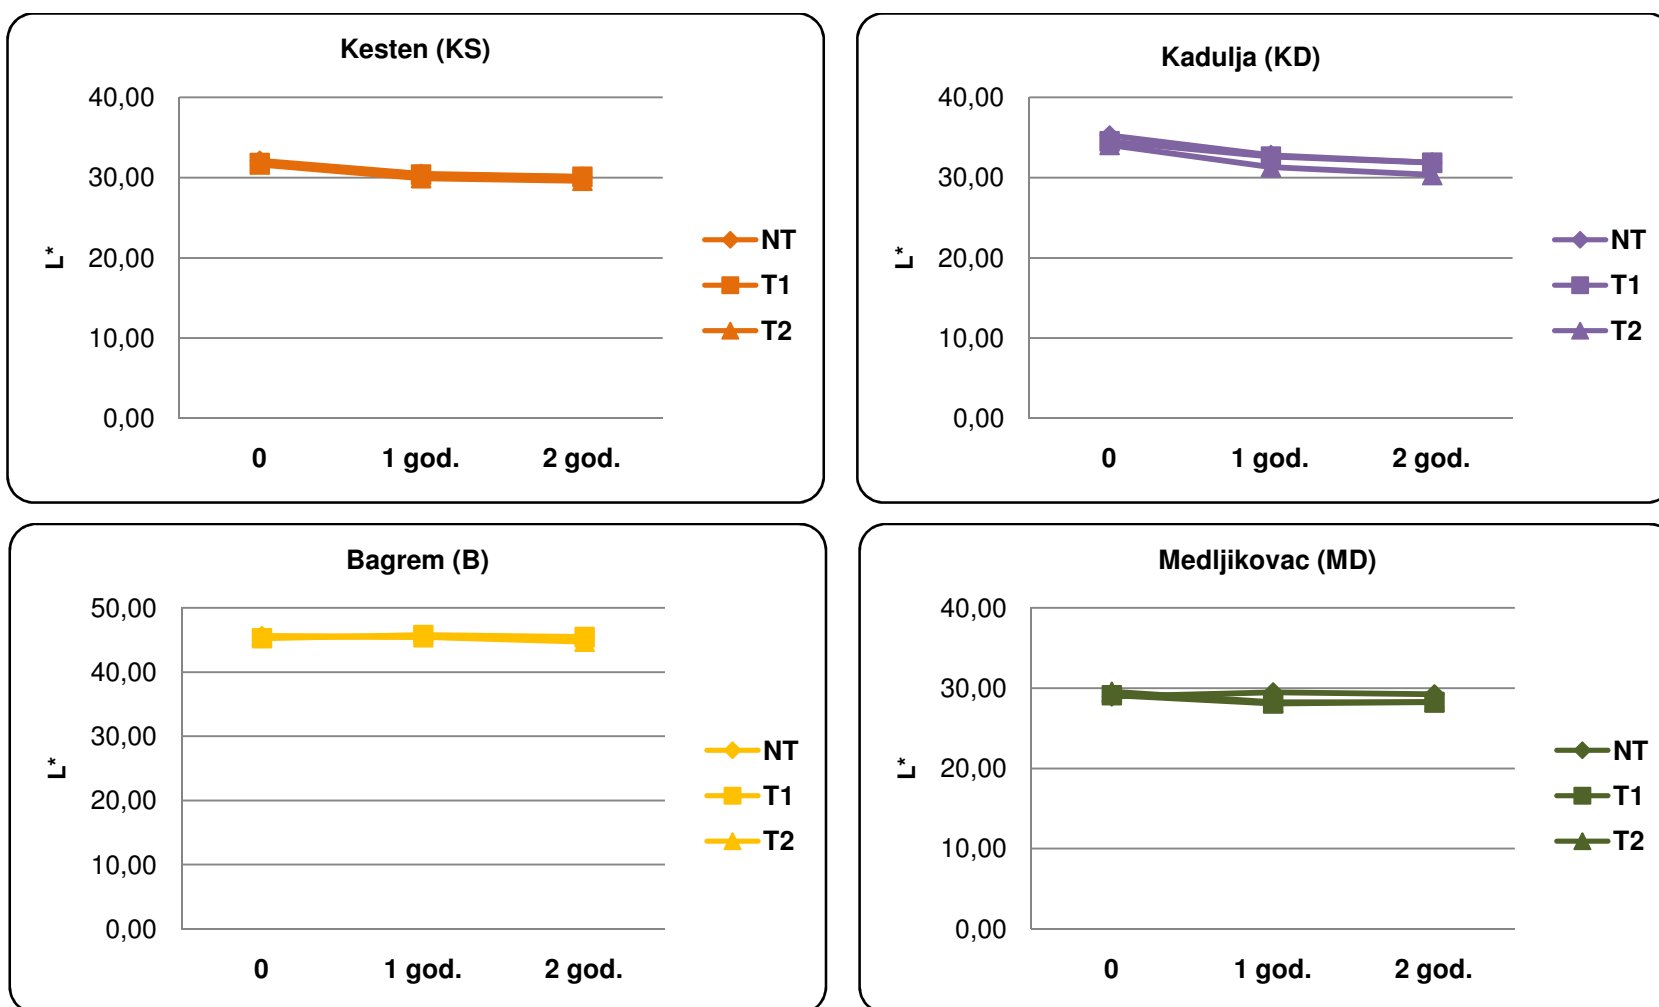 Kesten (KS)
40,00
30,00
20,00
10,00
0,00
L*
0 1 god. 2 god.
NT
T1
T2
Kadulja (KD)
40,00
30,00
20,00
10,00
0,00
L*
0 1 god. 2 god.
NT
T1
T2
Bagrem (B)
50,00
40,00
30,00
20,00
10,00
0,00
L*
0 1 god. 2 god.
NT
T1
T2
Medljikovac (MD)
40,00
30,00
20,00
10,00
0,00
L*
0 1 god. 2 god.
NT
T1
T2